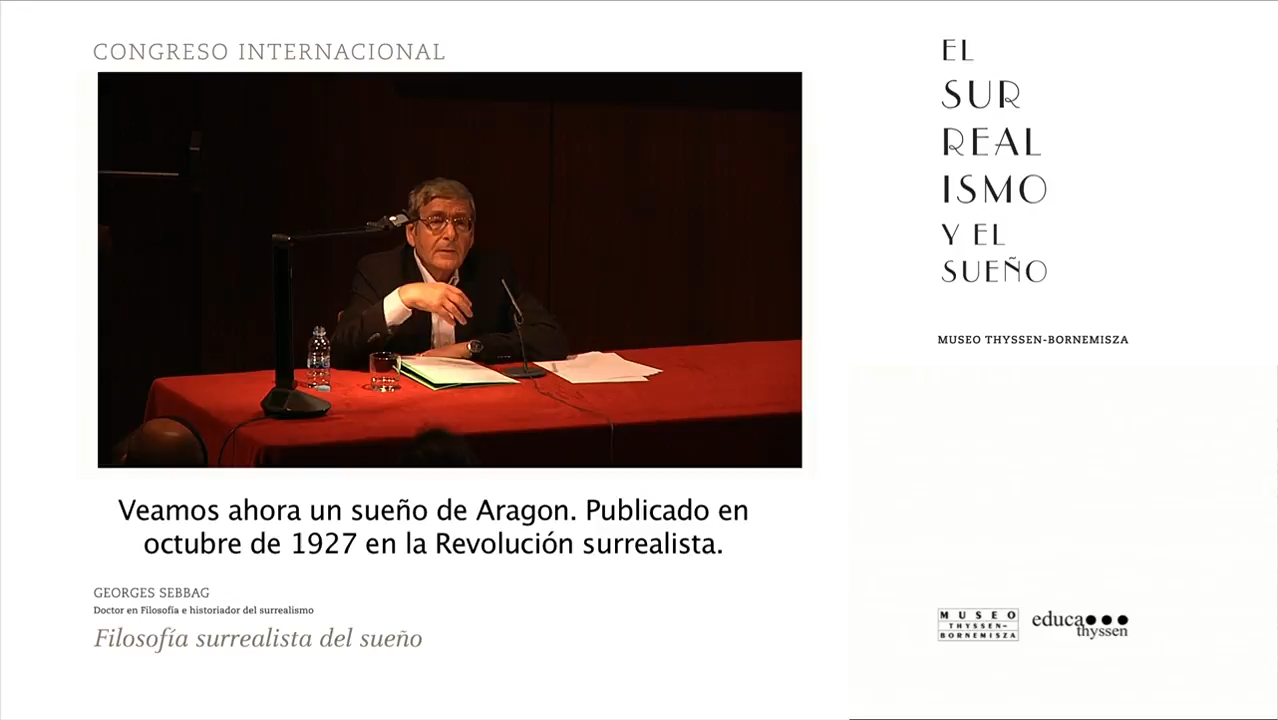 CONGRESO INTERNACIONAL
EL
SUR
REAL
ISMO
Y EL
SUEÑO
MUSEO THYSSEN-BORNEMISZA
Veamos ahora un sueño de Aragon. Publicado en
octubre de 1927 en la Revolución surrealista.
GEORGES SEBBAG
Doctor en Filosofía e historiador del surrealismo
Filosofía surrealista del sueño
MUSEO
THYSSEN-
BORNEMISZA
educa
thyssen